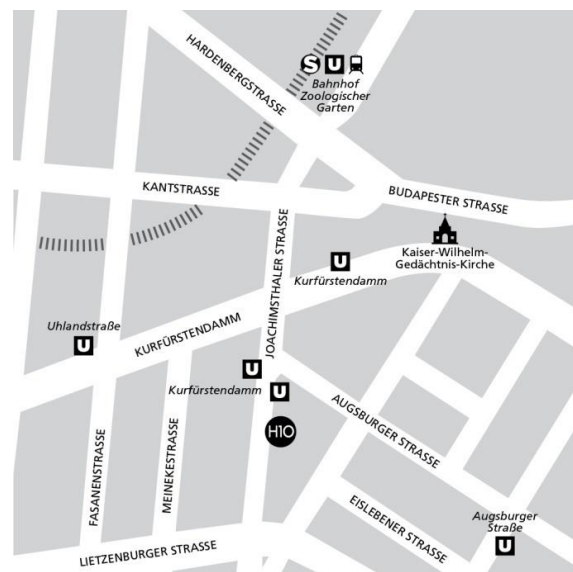 HARDENBERGSTRASSE
S U
Bahnhof
Zoologischer
Garten
KANTSTRASSE
BUDAPESTER STRASSE
JOACHIMSTHALER STRASSE
Kaiser-Wilhelm-
Gedächtnis-Kirche
U
Kurfürstendamm
Uhlandstraße
U
KURFÜRSTENDAMM
U
Kurfürstendamm
U
H10
AUGSBURGER STRASSE
FASANENSTRASSE
MEINEKESTRASSE
EISLEBENER STRASSE
Augsburger
Straße
U
LIETZENBURGER STRASSE